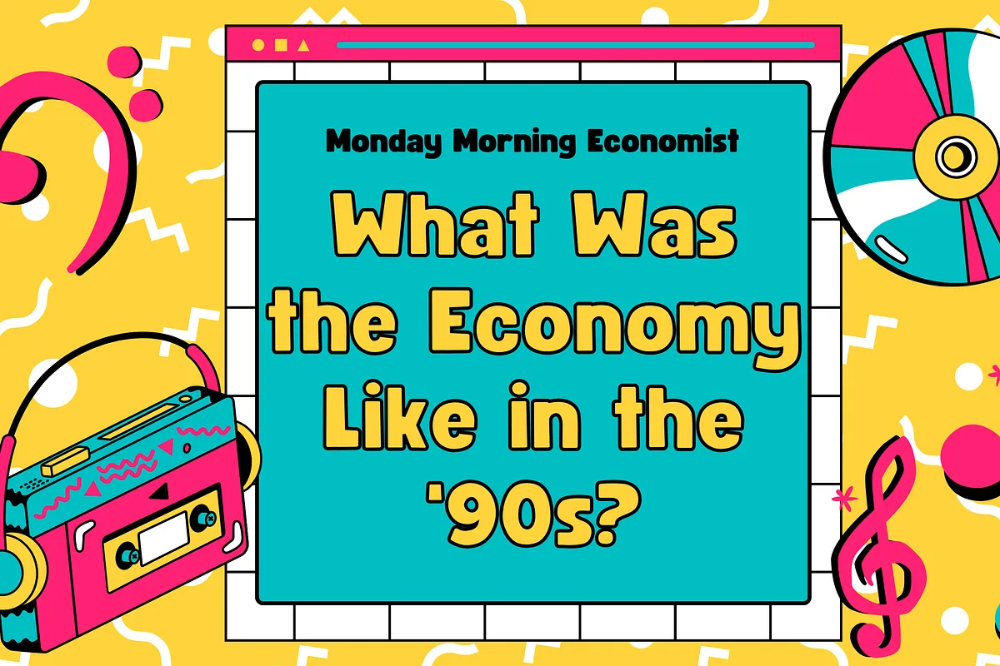 Monday Morning Economist
What Was
the Economy
Like in the
'90s?